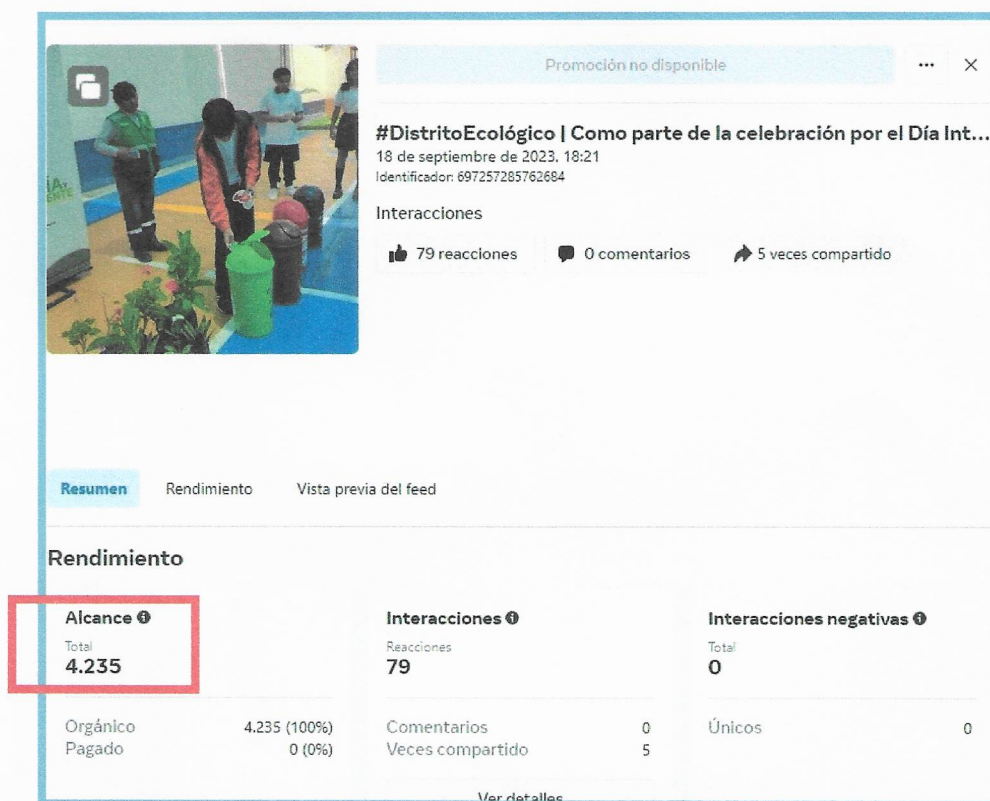 Promoción no disponible
#DistritoEcológico | Como parte de la celebración por el Día Int...
18 de septiembre de 2023, 18:21
Identificador: 697257285762684
Interacciones
79 reacciones 0 comentarios 5 veces compartido
Resumen Rendimiento Vista previa del feed
Rendimiento
Alcance Interacciones Interacciones negativas
Total Reacciones Total
4.235 79 0
Orgánico 4.235 (100%) Comentarios 0 Únicos 0
Pagado 0 (0%) Veces compartido 5
Ver detalles